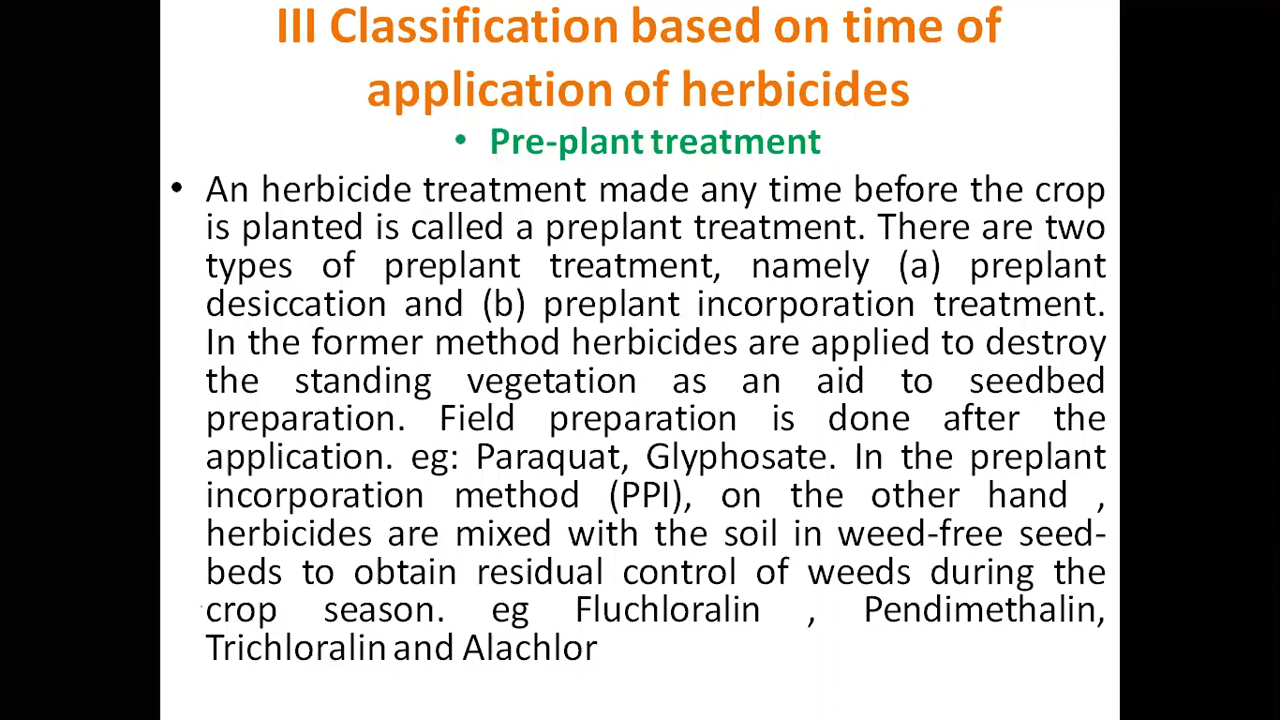 III Classification based on time of
application of herbicides
• Pre-plant treatment
• An herbicide treatment made any time before the crop
is planted is called a preplant treatment. There are two
types of preplant treatment, namely (a) preplant
desiccation and (b) preplant incorporation treatment.
In the former method herbicides are applied to destroy
the standing vegetation as an aid to seedbed
preparation. Field preparation is done after the
application. eg: Paraquat, Glyphosate. In the preplant
incorporation method (PPI), on the other hand ,
herbicides are mixed with the soil in weed-free seed-
beds to obtain residual control of weeds during the
crop season. eg Fluchloralin , Pendimethalin,
Trichloralin and Alachlor